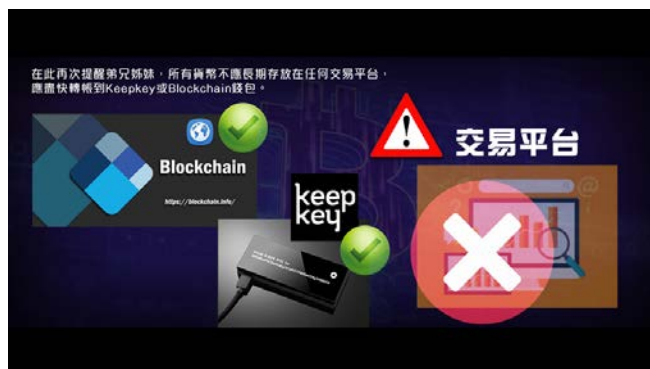 在此再次提醒弟兄姊妹，所有貨幣不應長期存放在任何交易平台，
應盡快轉帳到Keepkey或Blockchain錢包。
Blockchain
https://blockchain.info/
交易平台
keep
key